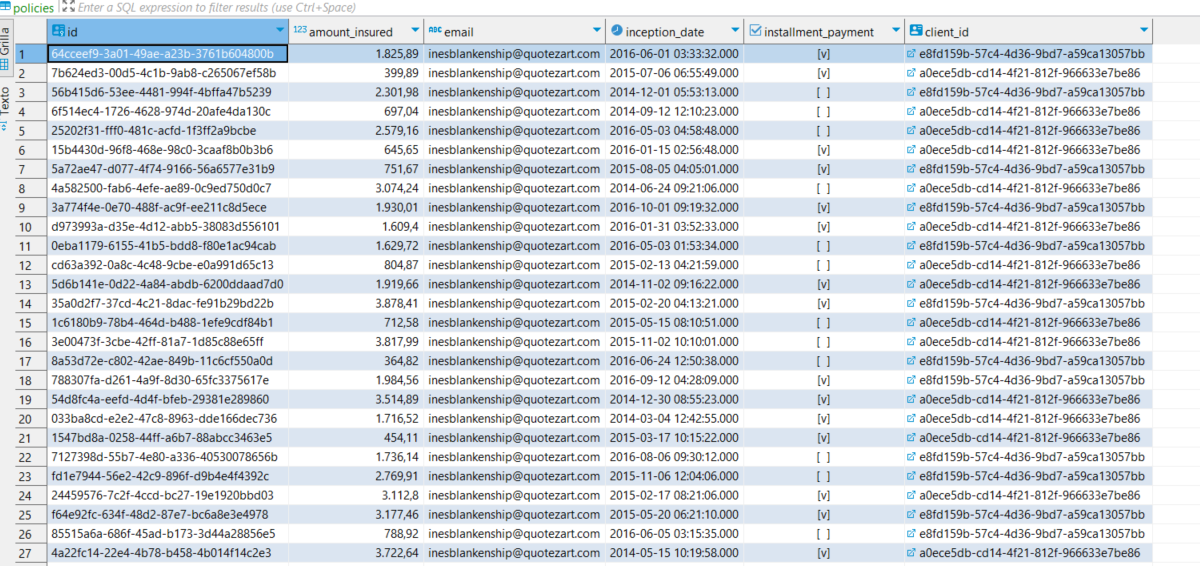 policies Enter a SQL expression to filter results (use Ctrl+Space)
Grilla
Texto
id 123 amount_insured ABC email inception_date installment_payment client_id
1 64cceef9-3a01-49ae-a23b-3761b604800b 1.825,89 inesblankenship@quotezart.com 2016-06-01 03:33:32.000 [v] e8fd159b-57c4-4d36-9bd7-a59ca13057bb
2 7b624ed3-00d5-4c1b-9ab8-c265067ef58b 399,89 inesblankenship@quotezart.com 2015-07-06 06:55:49.000 [v] a0ece5db-cd14-4f21-812f-966633e7be86
3 56b415d6-53ee-4481-994f-4bffa47b5239 2.301,98 inesblankenship@quotezart.com 2014-12-01 05:53:13.000 [ ] e8fd159b-57c4-4d36-9bd7-a59ca13057bb
4 6f514ec4-1726-4628-974d-20afe4da130c 697,04 inesblankenship@quotezart.com 2014-09-12 12:10:23.000 [ ] a0ece5db-cd14-4f21-812f-966633e7be86
5 25202f31-fff0-481c-acfd-1f3ff2a9bcbe 2.579,16 inesblankenship@quotezart.com 2016-05-03 04:58:48.000 [ ] a0ece5db-cd14-4f21-812f-966633e7be86
6 15b4430d-96f8-468e-98c0-3caaf8b0b3b6 645,65 inesblankenship@quotezart.com 2016-01-15 02:56:48.000 [v] a0ece5db-cd14-4f21-812f-966633e7be86
7 5a72ae47-d077-4f74-9166-56a6577e31b9 751,67 inesblankenship@quotezart.com 2015-08-05 04:05:01.000 [v] e8fd159b-57c4-4d36-9bd7-a59ca13057bb
8 4a582500-fab6-4efe-ae89-0c9ed750d0c7 3.074,24 inesblankenship@quotezart.com 2014-06-24 09:21:06.000 [ ] a0ece5db-cd14-4f21-812f-966633e7be86
9 3a774f4e-0e70-488f-ac9f-ee211c8d5ece 1.930,01 inesblankenship@quotezart.com 2016-10-01 09:19:32.000 [v] e8fd159b-57c4-4d36-9bd7-a59ca13057bb
10 d973993a-d35e-4d12-abb5-38083d556101 1.609,4 inesblankenship@quotezart.com 2016-01-31 03:52:33.000 [v] a0ece5db-cd14-4f21-812f-966633e7be86
11 0eba1179-6155-41b5-bdd8-f80e1ac94cab 1.629,72 inesblankenship@quotezart.com 2016-05-03 01:53:34.000 [ ] e8fd159b-57c4-4d36-9bd7-a59ca13057bb
12 cd63a392-0a8c-4c48-9cbe-e0a991d65c13 804,87 inesblankenship@quotezart.com 2015-02-13 04:21:59.000 [ ] a0ece5db-cd14-4f21-812f-966633e7be86
13 5d6b141e-0d22-4a84-abdb-6200ddaad7d0 1.919,66 inesblankenship@quotezart.com 2014-11-02 09:16:22.000 [v] a0ece5db-cd14-4f21-812f-966633e7be86
14 35a0d2f7-37cd-4c21-8dac-fe91b29bd22b 3.878,41 inesblankenship@quotezart.com 2015-02-20 04:13:21.000 [v] e8fd159b-57c4-4d36-9bd7-a59ca13057bb
15 1c6180b9-78b4-464d-b488-1efe9cdf84b1 712,58 inesblankenship@quotezart.com 2015-05-15 08:10:51.000 [ ] a0ece5db-cd14-4f21-812f-966633e7be86
16 3e00473f-3cbe-42ff-81a7-1d85c88e65ff 3.817,99 inesblankenship@quotezart.com 2015-11-02 10:10:01.000 [ ] a0ece5db-cd14-4f21-812f-966633e7be86
17 8a53d72e-c802-42ae-849b-11c6cf550a0d 364,82 inesblankenship@quotezart.com 2016-06-24 12:50:38.000 [ ] e8fd159b-57c4-4d36-9bd7-a59ca13057bb
18 788307fa-d261-4a9f-8d30-65fc3375617e 1.984,56 inesblankenship@quotezart.com 2016-09-12 04:28:09.000 [v] e8fd159b-57c4-4d36-9bd7-a59ca13057bb
19 54d8fc4a-eefd-4d4f-bfeb-29381e289860 3.514,89 inesblankenship@quotezart.com 2014-12-30 08:55:23.000 [v] a0ece5db-cd14-4f21-812f-966633e7be86
20 033ba8cd-e2e2-47c8-8963-dde166dec736 1.716,52 inesblankenship@quotezart.com 2014-03-04 12:42:55.000 [v] a0ece5db-cd14-4f21-812f-966633e7be86
21 1547bd8a-0258-44ff-a6b7-88abcc3463e5 454,11 inesblankenship@quotezart.com 2015-03-17 10:15:22.000 [v] a0ece5db-cd14-4f21-812f-966633e7be86
22 7127398d-55b7-4e80-a336-40530078656b 1.736,14 inesblankenship@quotezart.com 2016-08-06 09:30:12.000 [ ] e8fd159b-57c4-4d36-9bd7-a59ca13057bb
23 fd1e7944-56e2-42c9-896f-d9b4e4f4392c 2.769,91 inesblankenship@quotezart.com 2015-11-06 12:04:06.000 [ ] e8fd159b-57c4-4d36-9bd7-a59ca13057bb
24 24459576-7c2f-4ccd-bc27-19e1920bbd03 3.112,8 inesblankenship@quotezart.com 2015-02-17 08:21:06.000 [v] a0ece5db-cd14-4f21-812f-966633e7be86
25 f64e92fc-634f-48d2-87e7-bc6a8e3e4978 3.177,46 inesblankenship@quotezart.com 2015-05-20 06:21:10.000 [v] e8fd159b-57c4-4d36-9bd7-a59ca13057bb
26 85515a6a-686f-45ad-b173-3d44a28856e5 788,92 inesblankenship@quotezart.com 2016-06-05 03:15:35.000 [ ] e8fd159b-57c4-4d36-9bd7-a59ca13057bb
27 4a22fc14-22e4-4b78-b458-4b014f14c2e3 3.722,64 inesblankenship@quotezart.com 2014-05-15 10:19:58.000 [v] a0ece5db-cd14-4f21-812f-966633e7be86